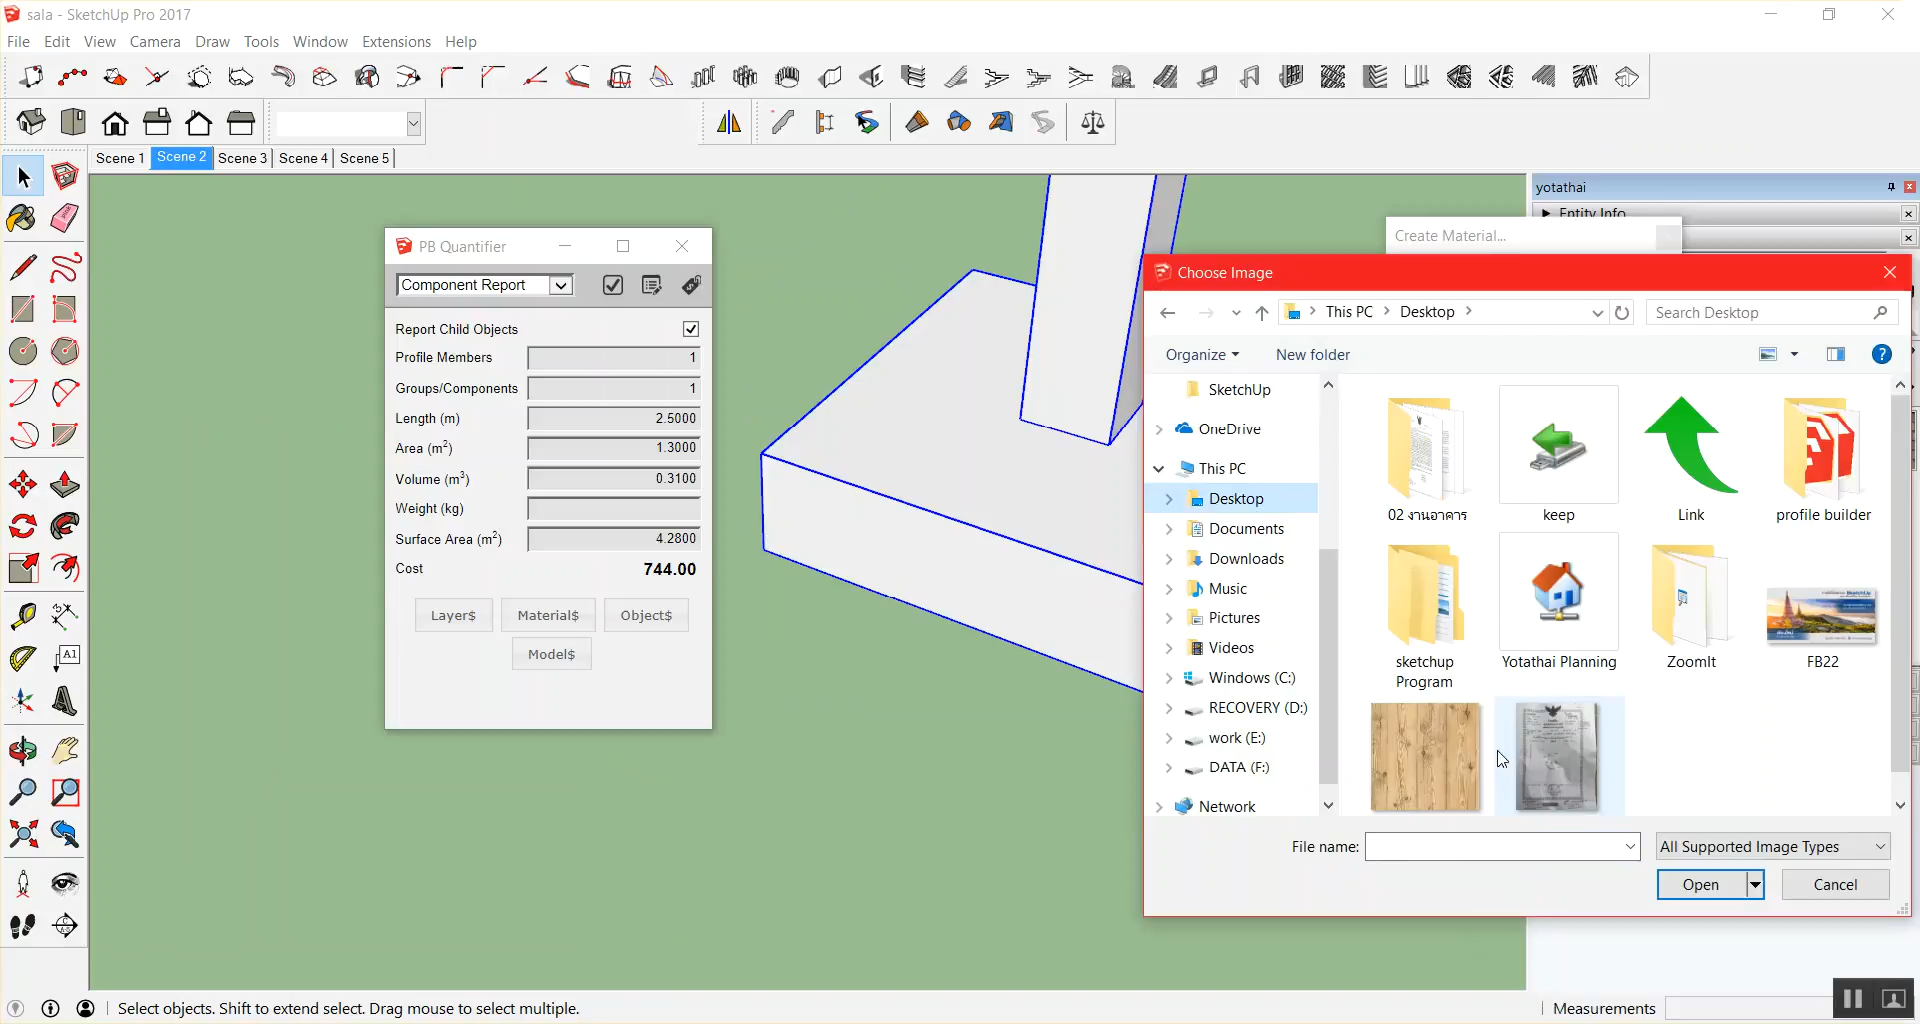 sala - SketchUp Pro 2017
File Edit View Camera Draw Tools Window Extensions Help
Scene 1 Scene 2 Scene 3 Scene 4 Scene 5
yotathai
Entity Info
Create Material...
PB Quantifier
Component Report
Report Child Objects
Profile Members 1
Groups/Components 1
Length (m) 2.5000
Area (m²) 1.3000
Volume (m³) 0.3100
Weight (kg)
Surface Area (m²) 4.2800
Cost 744.00
Layer$ Material$ Object$
Model$
Choose Image
This PC Desktop
Search Desktop
Organize New folder
SketchUp
OneDrive
This PC
Desktop
Documents
Downloads
Music
Pictures
Videos
Windows (C:)
RECOVERY (D:)
work (E:)
DATA (F:)
Network
02 งานอาคาร keep Link profile builder
sketchup Program Yotathai Planning ZoomIt FB22
File name: All Supported Image Types
Open Cancel
A1
Select objects. Shift to extend select. Drag mouse to select multiple.
Measurements